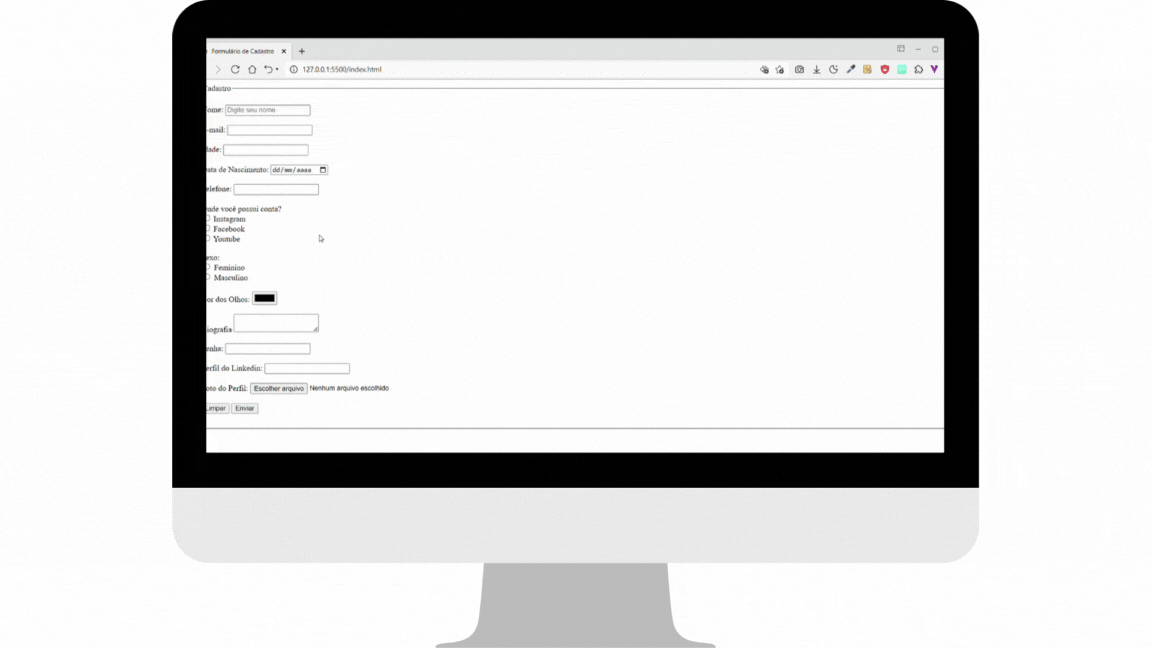 Formulário de Cadastro
127.0.0.1:5500/index.html
adastro
ome: Digite seu nome
-mail:
dade:
ata de Nascimento: dd/mm/aaaa
elefone:
nde você possui conta?
Instagram
Facebook
Youtube
exo:
Feminino
Masculino
or dos Olhos:
iografia
enha:
erfil do Linkedin:
oto do Perfil: Escolher arquivo Nenhum arquivo escolhido
Limpar Enviar